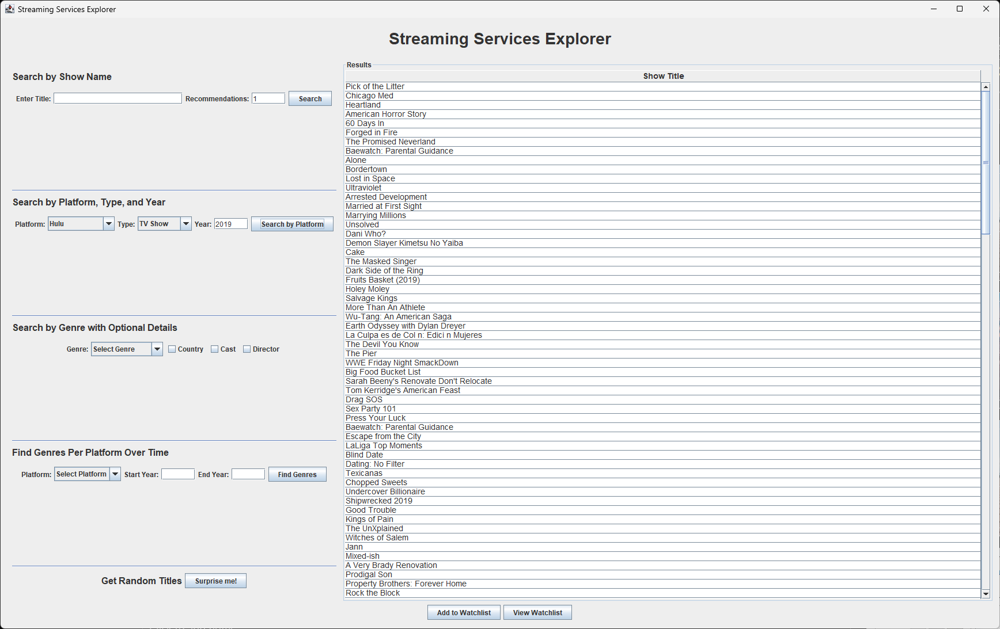 Streaming Services Explorer
Streaming Services Explorer
Search by Show Name
Enter Title: Recommendations: 1 Search
Search by Platform, Type, and Year
Platform: Hulu Type: TV Show Year: 2019 Search by Platform
Search by Genre with Optional Details
Genre: Select Genre Country Cast Director
Find Genres Per Platform Over Time
Platform: Select Platform Start Year: End Year: Find Genres
Get Random Titles Surprise me!
Results
Show Title
Pick of the Litter
Chicago Med
Heartland
American Horror Story
60 Days In
Forged in Fire
The Promised Neverland
Baewatch: Parental Guidance
Alone
Bordertown
Lost in Space
Ultraviolet
Arrested Development
Married at First Sight
Marrying Millions
Unsolved
Dani Who?
Demon Slayer Kimetsu No Yaiba
Cake
The Masked Singer
Dark Side of the Ring
Fruits Basket (2019)
Holey Moley
Salvage Kings
More Than An Athlete
Wu-Tang: An American Saga
Earth Odyssey with Dylan Dreyer
La Culpa es de Col n: Edici n Mujeres
The Devil You Know
The Pier
WWE Friday Night SmackDown
Big Food Bucket List
Sarah Beeny's Renovate Don't Relocate
Tom Kerridge's American Feast
Drag SOS
Sex Party 101
Press Your Luck
Baewatch: Parental Guidance
Escape from the City
LaLiga Top Moments
Blind Date
Dating: No Filter
Texicanas
Chopped Sweets
Undercover Billionaire
Shipwrecked 2019
Good Trouble
Kings of Pain
The UnXplained
Witches of Salem
Jann
Mixed-ish
A Very Brady Renovation
Prodigal Son
Property Brothers: Forever Home
Rock the Block
Add to Watchlist View Watchlist